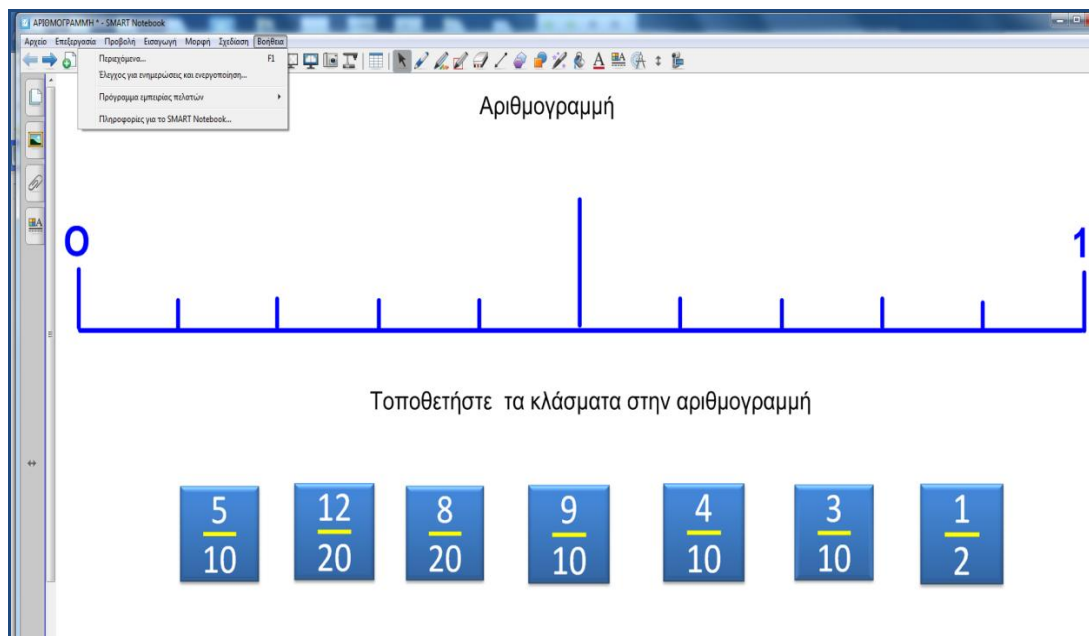 ΑΡΙΘΜΟΓΡΑΜΜΉ * - SMART Notebook
Αρχείο Επεξεργασία Προβολή Εισαγωγή Μορφή Σχεδίαση Βοήθεια
Περιεχόμενα... F1
Έλεγχος για ενημερώσεις και ενεργοποίηση...
Πρόγραμμα εμπειρίας πελατών
Πληροφορίες για το SMART Notebook...
Αριθμογραμμή
0 1
Τοποθετήστε τα κλάσματα στην αριθμογραμμή
5 12 8 9 4 3 1
10 20 20 10 10 10 2